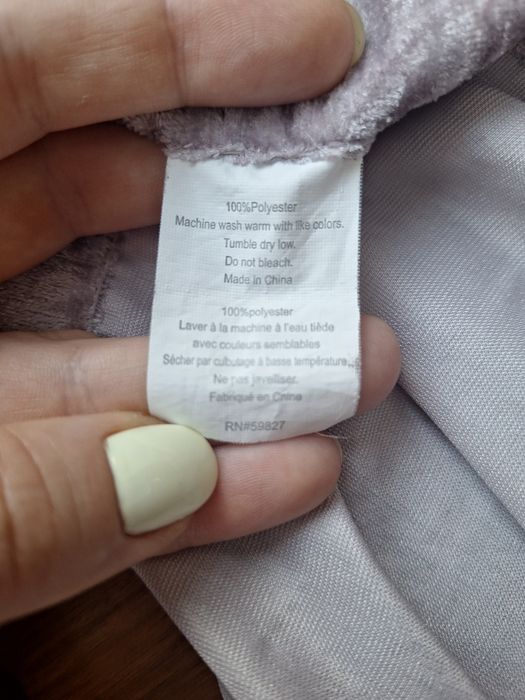 100%Polyester
Machine wash warm with like colors.
Tumble dry low.
Do not bleach.
Made in China
100%polyester
Laver à la machine à l'eau tiède
avec couleurs semblables
Sécher par culbutage à basse température.
Ne pas javelliser.
Fabriqué en Chine
RN#59827